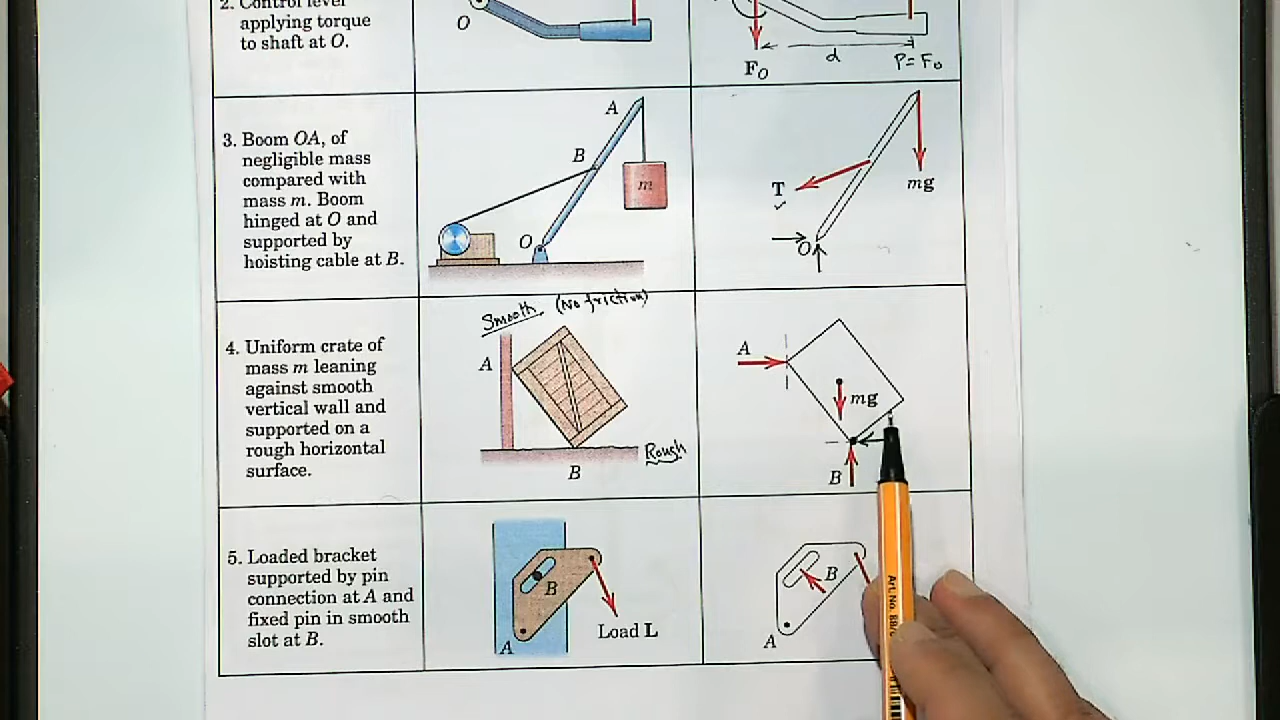 2. Control lever
applying torque
to shaft at O.
O
F_O
d
P = F_O
3. Boom OA, of
negligible mass
compared with
mass m. Boom
hinged at O and
supported by
hoisting cable at B.
A
B
m
O
T
mg
O
4. Uniform crate of
mass m leaning
against smooth
vertical wall and
supported on a
rough horizontal
surface.
Smooth (No friction)
A
Rough
B
A
mg
B
5. Loaded bracket
supported by pin
connection at A and
fixed pin in smooth
slot at B.
B
Load L
A
B
A